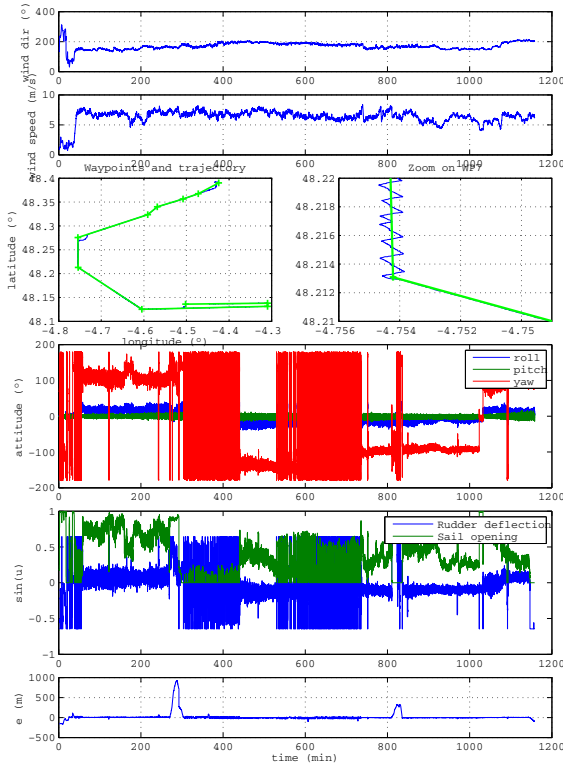 wind dir (°)
400
200
0
0 200 400 600 800 1000 1200
wind speed (m/s)
10
5
0
0 200 400 600 800 1000 1200
Waypoints and trajectory
latitude (°)
48.4
48.35
48.3
48.25
48.2
48.15
48.1
-4.8 -4.7 -4.6 -4.5 -4.4 -4.3
longitude (°)
Zoom on WP7
48.22
48.218
48.216
48.214
48.212
48.21
-4.756 -4.754 -4.752 -4.75
attitude (°)
200
100
0
-100
-200
roll
pitch
yaw
0 200 400 600 800 1000 1200
sin(u)
1
0.5
0
-0.5
-1
Rudder deflection
Sail opening
0 200 400 600 800 1000 1200
e (m)
1000
500
0
-500
0 200 400 600 800 1000 1200
time (min)